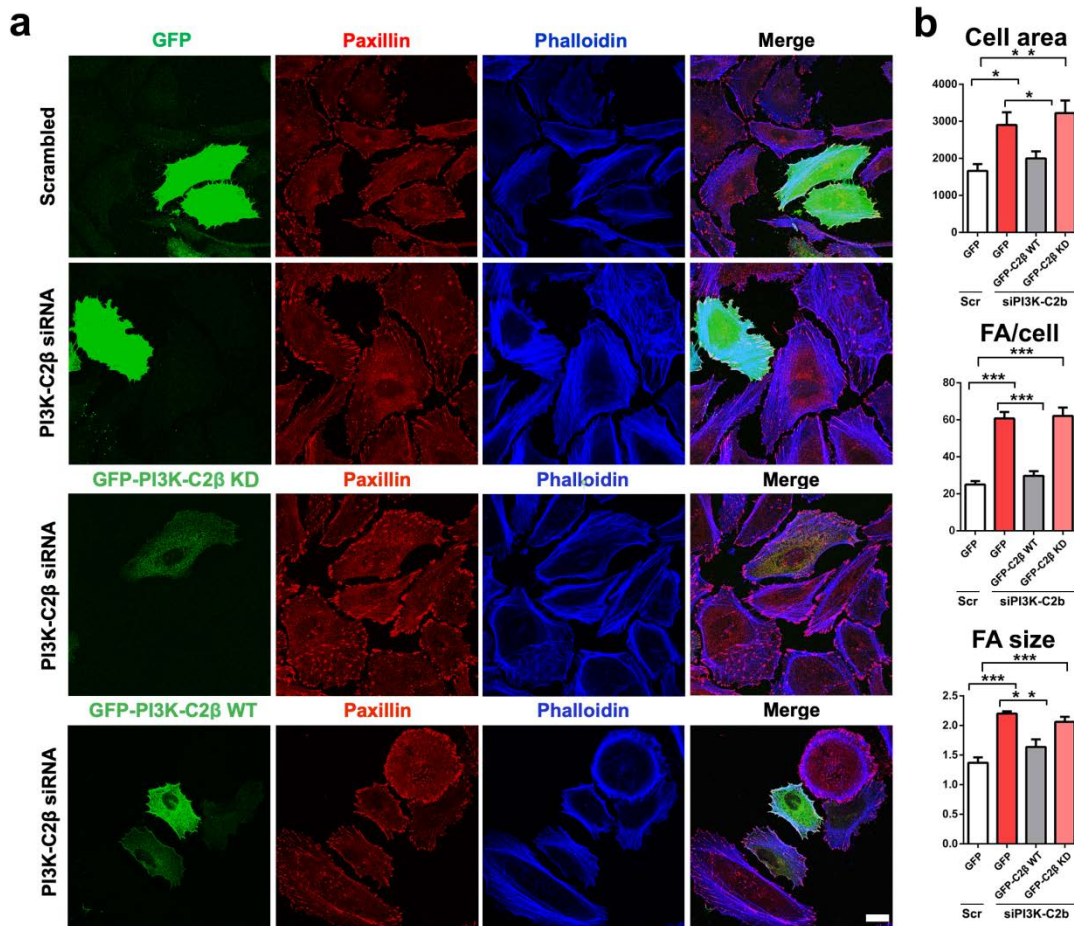 a
GFP Paxillin Phalloidin Merge
Scrambled
PI3K-C2β siRNA
GFP-PI3K-C2β KD Paxillin Phalloidin Merge
PI3K-C2β siRNA
GFP-PI3K-C2β WT Paxillin Phalloidin Merge
PI3K-C2β siRNA
b
Cell area
* *
*
*
4000
3000
2000
1000
0
GFP
GFP
GFP-C2β WT
GFP-C2β KD
Scr siPI3K-C2b
FA/cell
***
***
***
80
60
40
20
0
GFP
GFP
GFP-C2β WT
GFP-C2β KD
Scr siPI3K-C2b
FA size
***
***
* *
2.5
2.0
1.5
1.0
0.5
0.0
GFP
GFP
GFP-C2β WT
GFP-C2β KD
Scr siPI3K-C2b